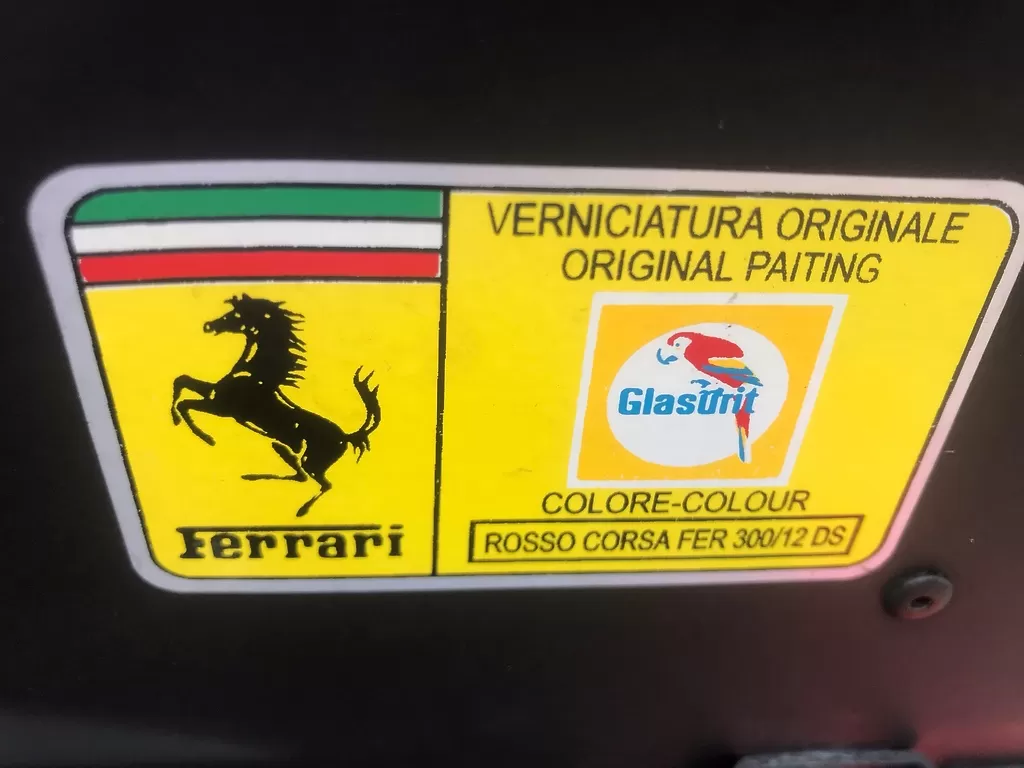 VERNICIATURA ORIGINALE
ORIGINAL PAITING
Glasurit
COLORE-COLOUR
ROSSO CORSA FER 300/12 DS
Ferrari